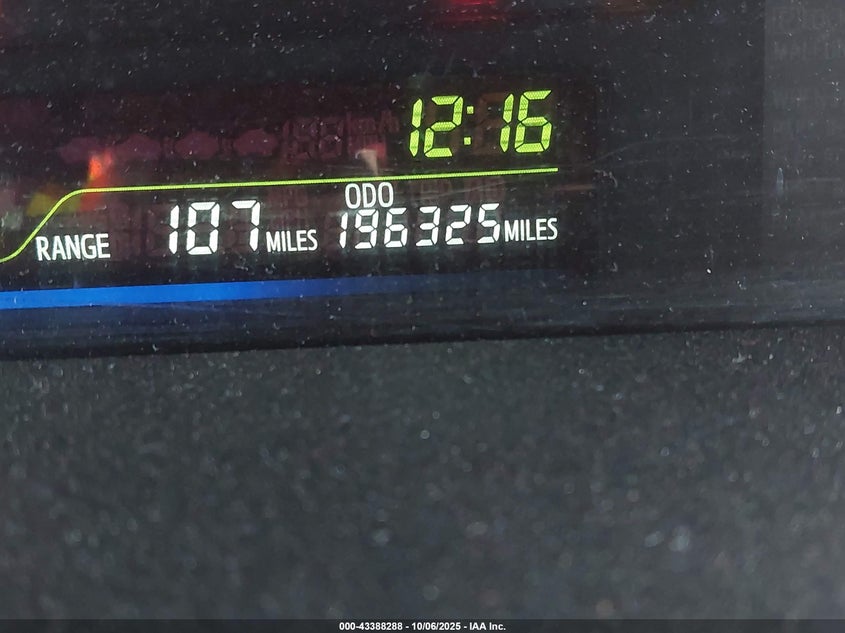 12:16
ODO
RANGE 107 MILES 196325 MILES
000-43388288 - 10/06/2025 - IAA Inc.